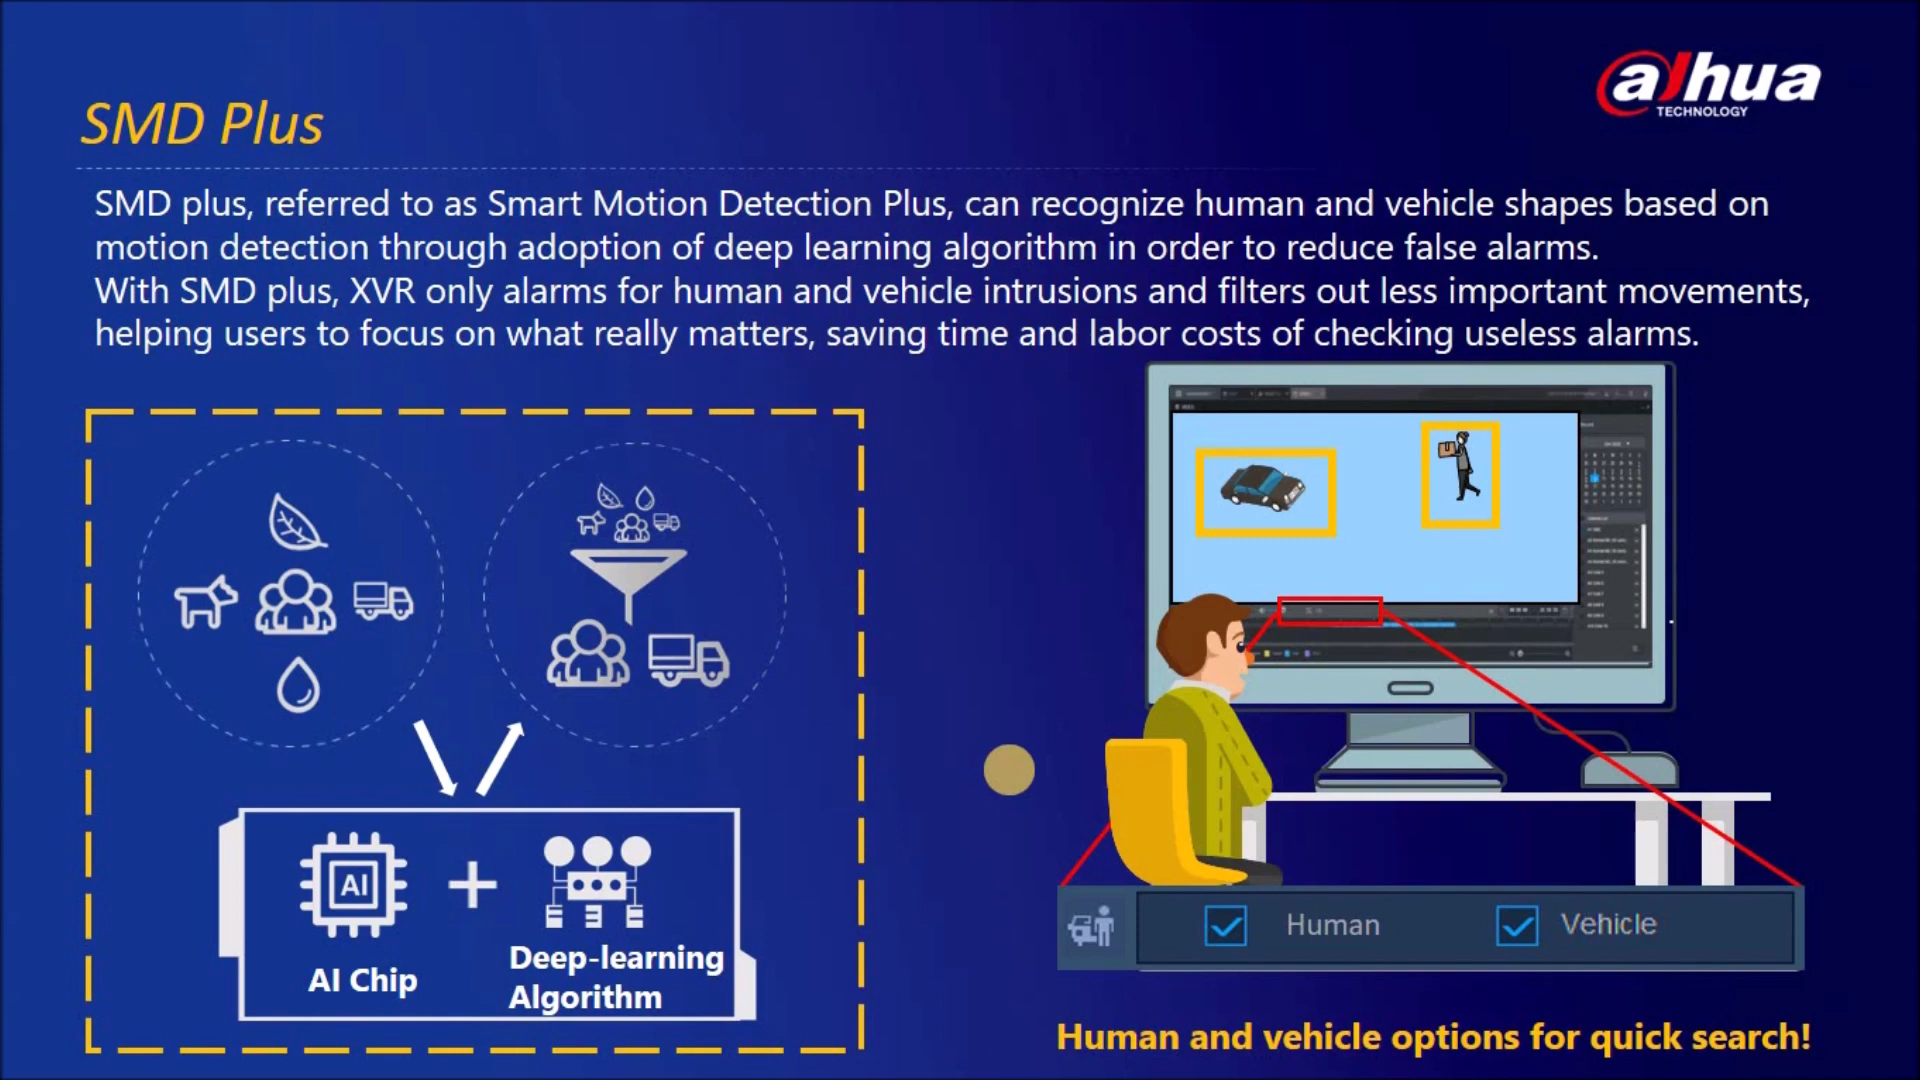 alhua
TECHNOLOGY
SMD Plus
SMD plus, referred to as Smart Motion Detection Plus, can recognize human and vehicle shapes based on
motion detection through adoption of deep learning algorithm in order to reduce false alarms.
With SMD plus, XVR only alarms for human and vehicle intrusions and filters out less important movements,
helping users to focus on what really matters, saving time and labor costs of checking useless alarms.
AI
AI Chip
Deep-learning
Algorithm
Human
Vehicle
Human and vehicle options for quick search!